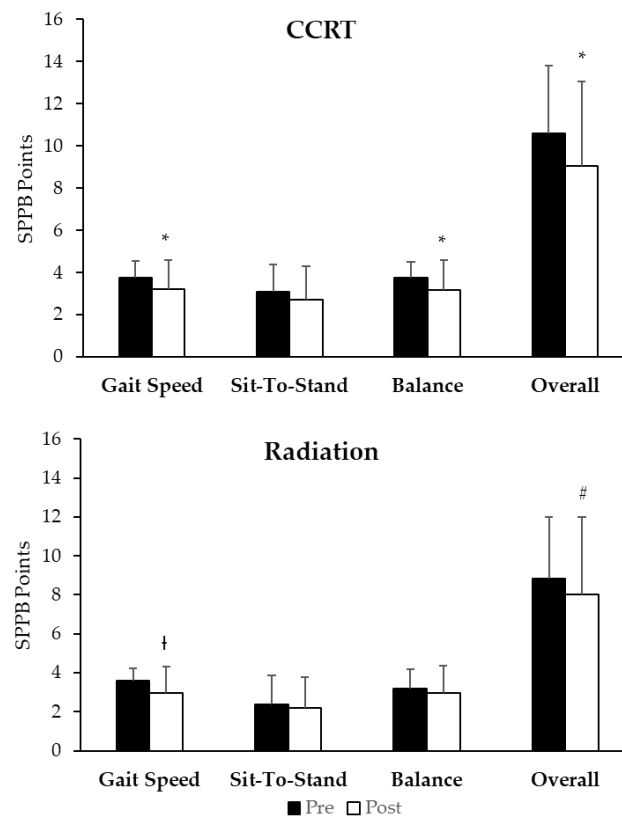 CCRT
16
14
12
10
8
6
4
2
0
SPPB Points
*
*
*
Gait Speed Sit-To-Stand Balance Overall
Radiation
16
14
12
10
8
6
4
2
0
SPPB Points
ƚ
#
Gait Speed Sit-To-Stand Balance Overall
Pre Post